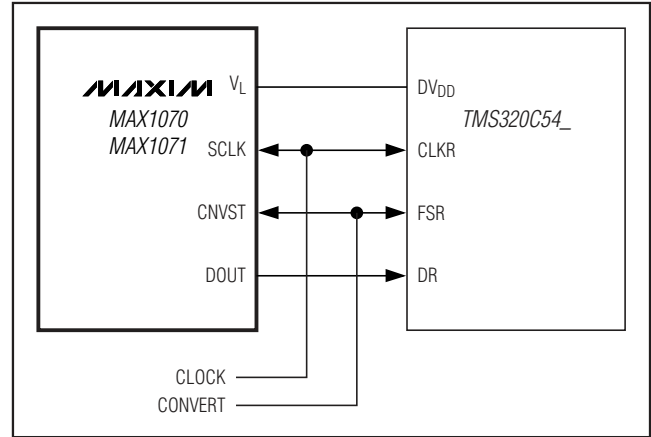 MAXIM
MAX1070
MAX1071
VL
SCLK
CNVST
DOUT
DVDD
TMS320C54_
CLKR
FSR
DR
CLOCK
CONVERT